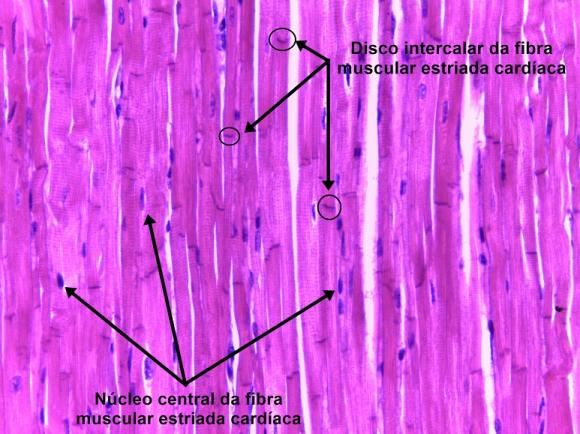 Disco intercalar da fibra
muscular estriada cardíaca
Núcleo central da fibra
muscular estriada cardíaca